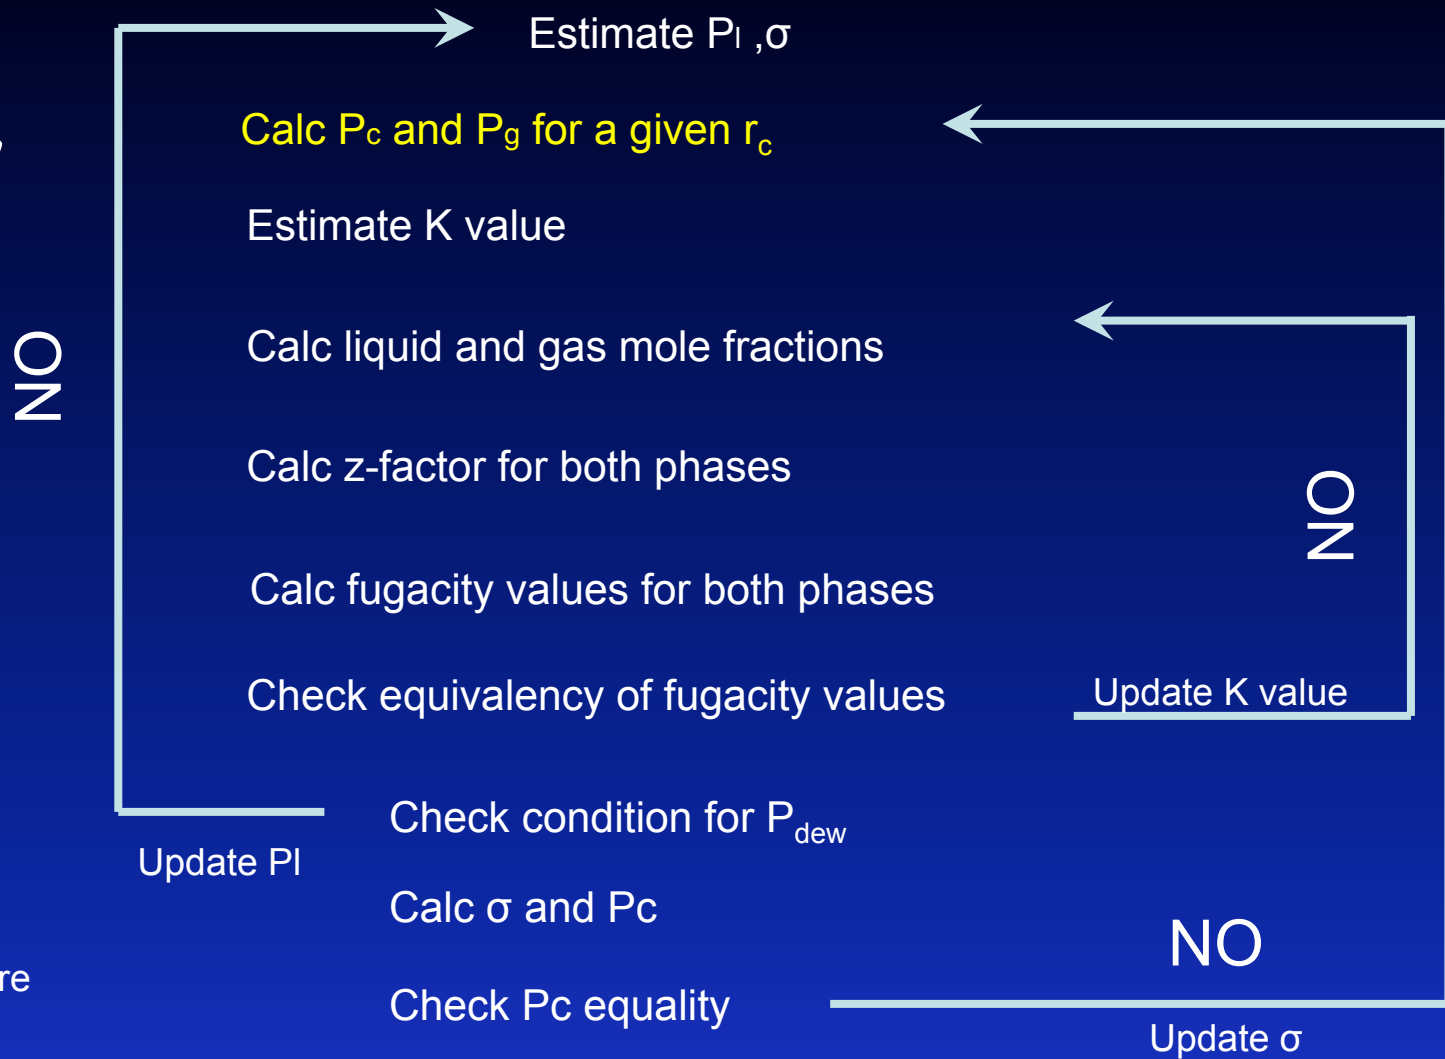 Estimate Pl ,σ
Calc Pc and Pg for a given rc
Estimate K value
NO
Calc liquid and gas mole fractions
Calc z-factor for both phases
NO
Calc fugacity values for both phases
Check equivalency of fugacity values
Update K value
Check condition for Pdew
Update Pl
Calc σ and Pc
NO
re
Check Pc equality
Update σ